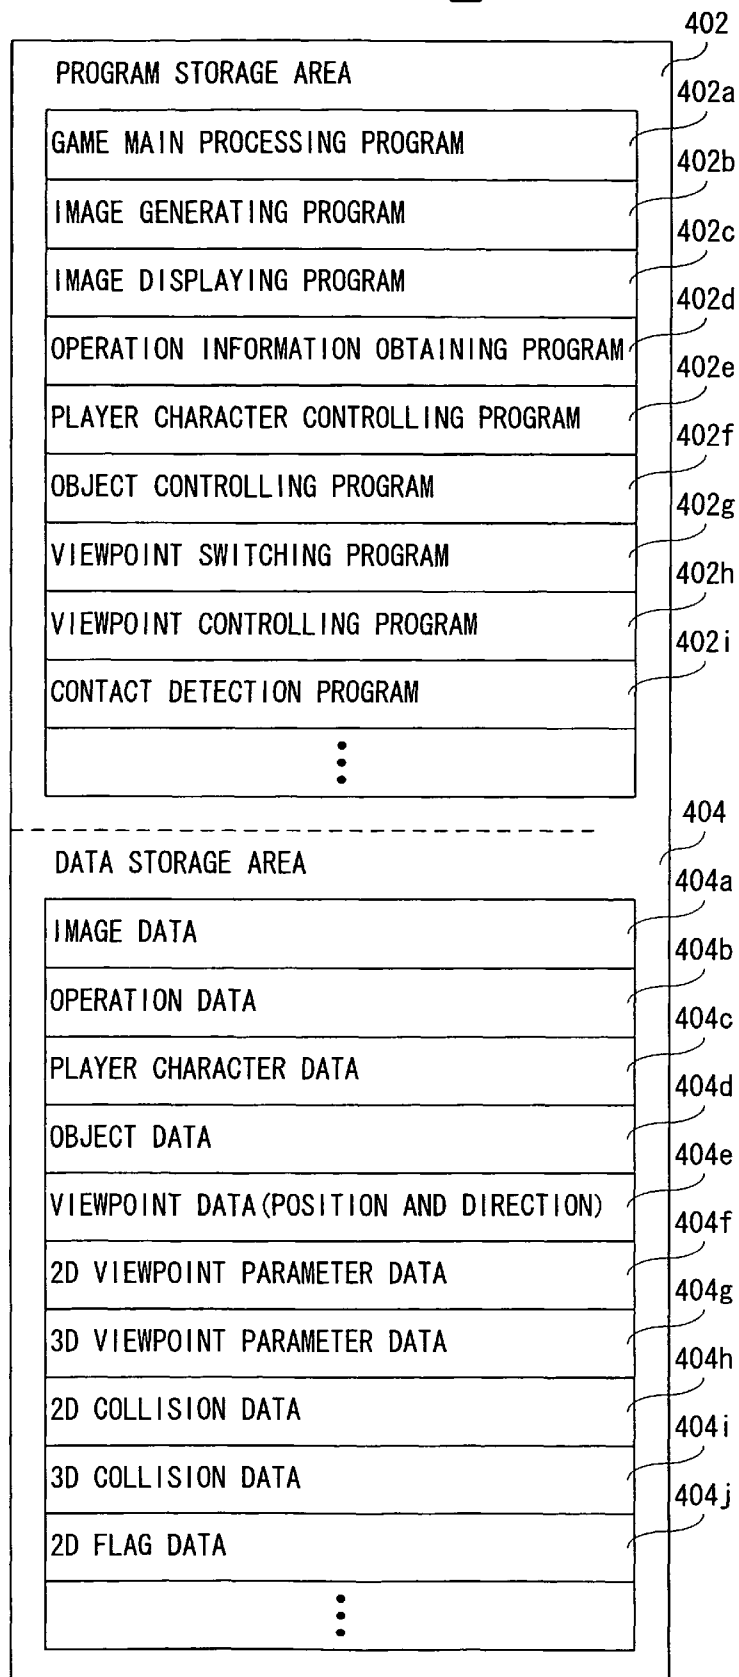 402
PROGRAM STORAGE AREA
402a
GAME MAIN PROCESSING PROGRAM
402b
IMAGE GENERATING PROGRAM
402c
IMAGE DISPLAYING PROGRAM
402d
OPERATION INFORMATION OBTAINING PROGRAM
402e
PLAYER CHARACTER CONTROLLING PROGRAM
402f
OBJECT CONTROLLING PROGRAM
402g
VIEWPOINT SWITCHING PROGRAM
402h
VIEWPOINT CONTROLLING PROGRAM
402i
CONTACT DETECTION PROGRAM
404
DATA STORAGE AREA
404a
IMAGE DATA
404b
OPERATION DATA
404c
PLAYER CHARACTER DATA
404d
OBJECT DATA
404e
VIEWPOINT DATA(POSITION AND DIRECTION)
404f
2D VIEWPOINT PARAMETER DATA
404g
3D VIEWPOINT PARAMETER DATA
404h
2D COLLISION DATA
404i
3D COLLISION DATA
404j
2D FLAG DATA